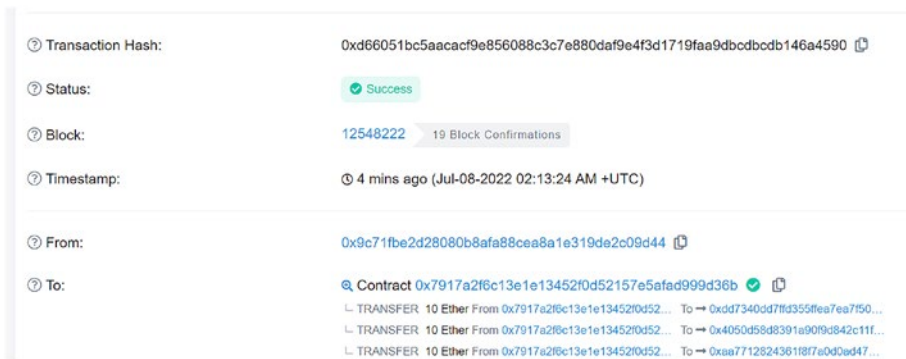 Transaction Hash: 0xd66051bc5aacacf9e856088c3c7e880daf9e4f3d1719faa9dbcdbcdb146a4590
Status: Success
Block: 12548222 19 Block Confirmations
Timestamp: 4 mins ago (Jul-08-2022 02:13:24 AM +UTC)
From: 0x9c71fbe2d28080b8afa88cea8a1e319de2c09d44
To: Contract 0x7917a2f6c13e1e13452f0d52157e5afad999d36b
TRANSFER 10 Ether From 0x7917a2f6c13e1e13452f0d52... To → 0xdd7340dd7ffd355ffea7ea7f50...
TRANSFER 10 Ether From 0x7917a2f6c13e1e13452f0d52... To → 0x4050d58d8391a90f9d842c11f...
TRANSFER 10 Ether From 0x7917a2f6c13e1e13452f0d52... To → 0xaa7712824361f8f7a0d0ad47...